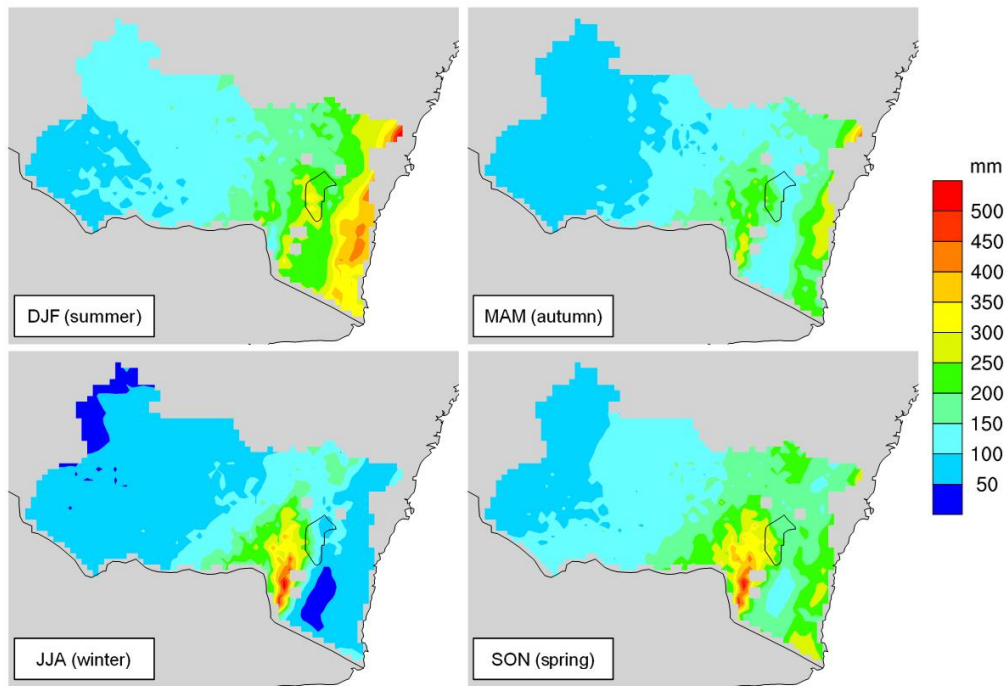 DJF (summer)
MAM (autumn)
JJA (winter)
SON (spring)
mm
500
450
400
350
300
250
200
150
100
50